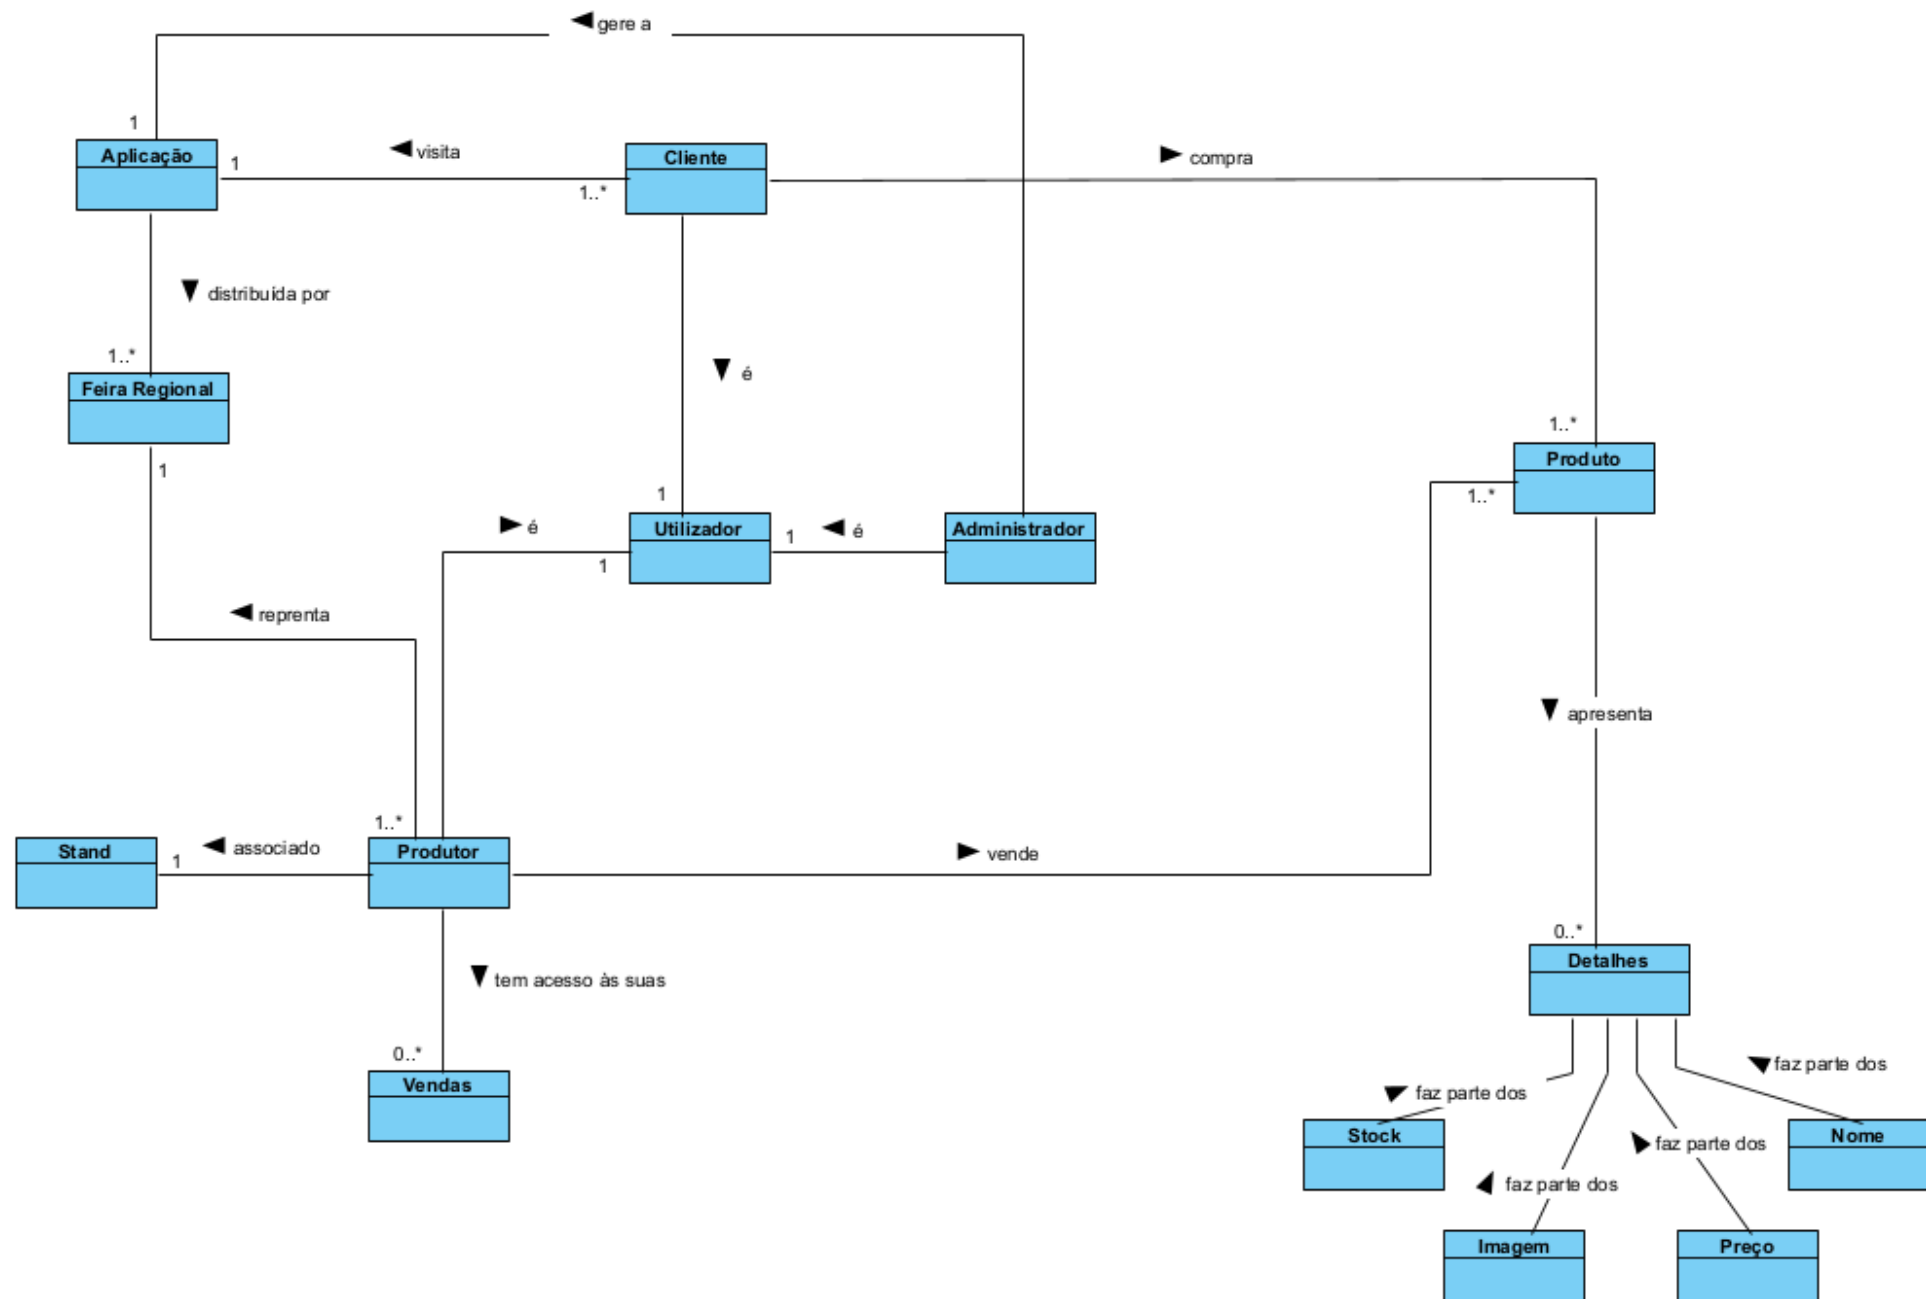 gere a
1
Aplicação
1
visita
Cliente
1..*
compra
distribuida por
1..*
Feira Regional
1
é
1..*
Produto
1..*
1
é
Utilizador
1
1
é
Administrador
reprenta
apresenta
1..*
Stand
1
associado
Produtor
vende
0..*
Detalhes
tem acesso às suas
0..*
Vendas
faz parte dos
faz parte dos
Stock
faz parte dos
Nome
faz parte dos
Imagem
Preço